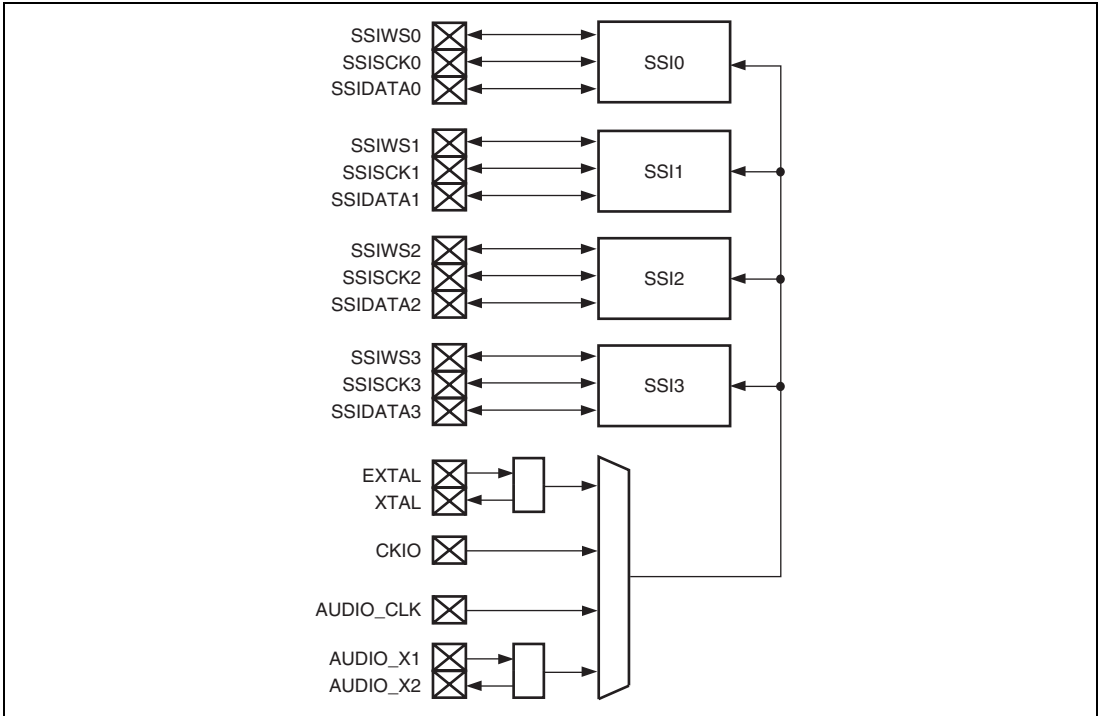 SSIWS0
SSISCK0
SSIDATA0
SSI0
SSIWS1
SSISCK1
SSIDATA1
SSI1
SSIWS2
SSISCK2
SSIDATA2
SSI2
SSIWS3
SSISCK3
SSIDATA3
SSI3
EXTAL
XTAL
CKIO
AUDIO_CLK
AUDIO_X1
AUDIO_X2